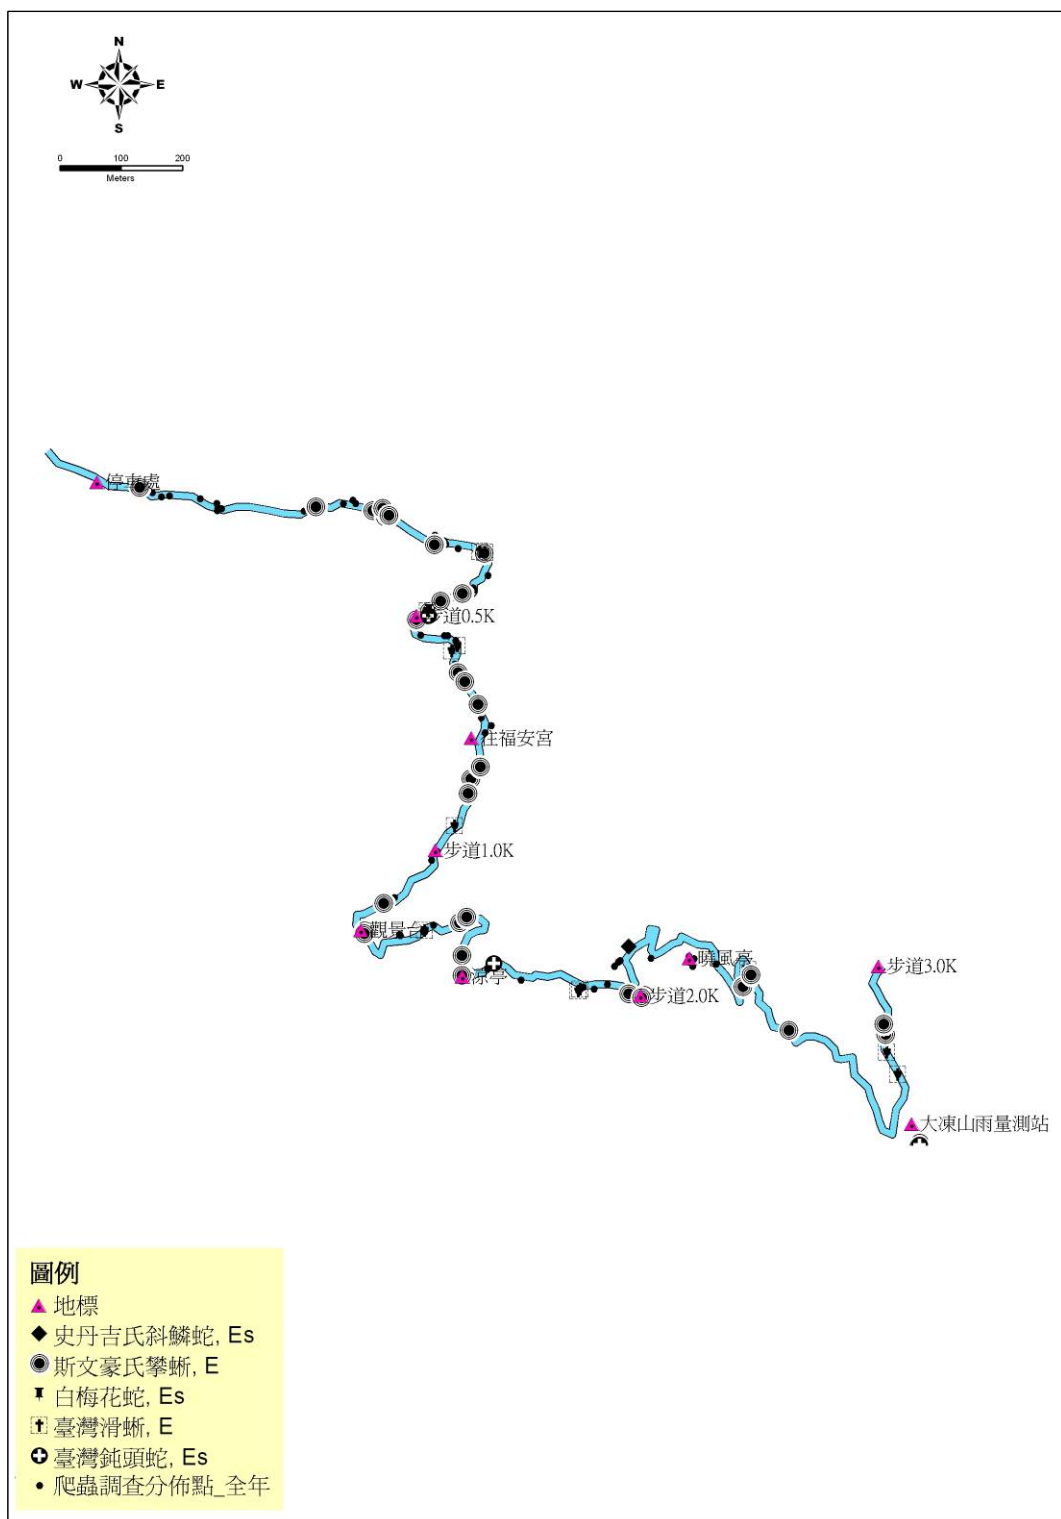 N
W E
S
0 100 200
Meters
停車處
步道0.5K
往福安宮
步道1.0K
觀景台
涼亭
曉風亭
步道2.0K
步道3.0K
大凍山雨量測站
圖例
地標
史丹吉氏斜鱗蛇, Es
斯文豪氏攀蜥, E
白梅花蛇, Es
臺灣滑蜥, E
臺灣鈍頭蛇, Es
爬蟲調查分佈點_全年